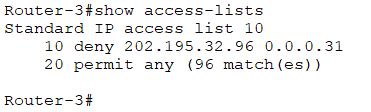 Router-3#show access-lists
Standard IP access list 10
    10 deny 202.195.32.96 0.0.0.31
    20 permit any (96 match(es))
Router-3#